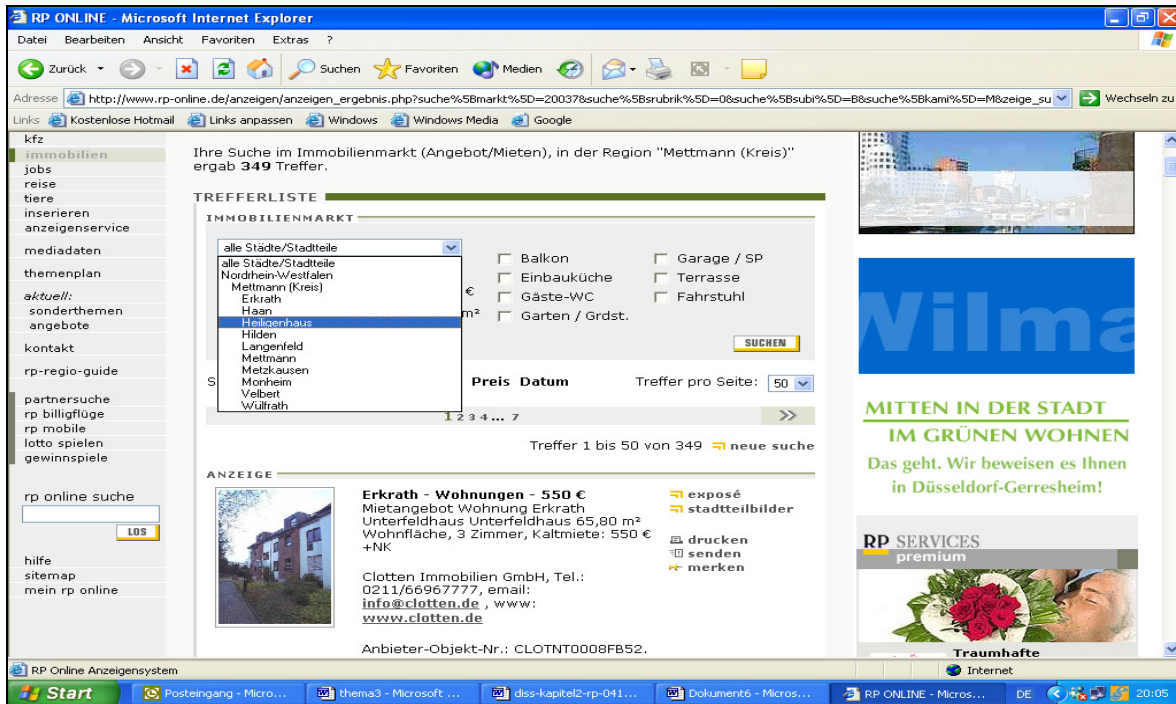 RP ONLINE - Microsoft Internet Explorer
Datei Bearbeiten Ansicht Favoriten Extras ?
Zurück Suchen Favoriten Medien
Adresse http://www.rp-online.de/anzeigen/anzeigen_ergebnis.php?suche%5Bmarkt%5D=20037&suche%5Brubrik%5D=0&suche%5Bsubi%5D=B&suche%5Bkami%5D=M&zeige_su Wechseln zu
Links Kostenlose Hotmail Links anpassen Windows Windows Media Google
kfz
immobilien
jobs
reise
tiere
inserieren
anzeigenservice
mediadaten
themenplan
aktuell:
sonderthemen
angebote
kontakt
rp-regio-guide
partnersuche
rp billigflüge
rp mobile
lotto spielen
gewinnspiele
rp online suche
LOS
hilfe
sitemap
mein rp online
Ihre Suche im Immobilienmarkt (Angebot/Mieten), in der Region "Mettmann (Kreis)"
ergab 349 Treffer.
TREFFERLISTE
IMMOBILIENMARKT
alle Städte/Stadtteile
alle Städte/Stadtteile
Nordrhein-Westfalen
Mettmann (Kreis)
Erkrath
Haan
Heiligenhaus
Hilden
Langenfeld
Mettmann
Metzkausen
Monheim
Velbert
Wülfrath
€
m²
Balkon Garage / SP
Einbauküche Terrasse
Gäste-WC Fahrstuhl
Garten / Grdst.
SUCHEN
S Preis Datum Treffer pro Seite: 50
1 2 3 4 ... 7 >>
Treffer 1 bis 50 von 349 neue suche
ANZEIGE
Erkrath - Wohnungen - 550 €
Mietangebot Wohnung Erkrath
Unterfeldhaus Unterfeldhaus 65,80 m²
Wohnfläche, 3 Zimmer, Kaltmiete: 550 €
+NK
Clotten Immobilien GmbH, Tel.:
0211/66967777, email:
info@clotten.de , www:
www.clotten.de
Anbieter-Objekt-Nr.: CLOTNT0008FB52.
exposé
stadtteilbilder
drucken
senden
merken
Wilma
MITTEN IN DER STADT
IM GRÜNEN WOHNEN
Das geht. Wir beweisen es Ihnen
in Düsseldorf-Gerresheim!
RP SERVICES
premium
Traumhafte
RP Online Anzeigensystem Internet
Start Posteingang - Micro... thema3 - Microsoft ... diss-kapitel2-rp-041... Dokument6 - Micros... RP ONLINE - Micros... DE 20:05